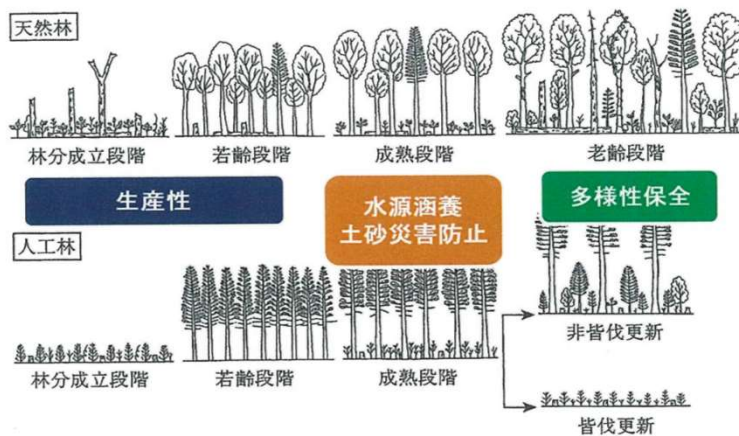 天然林
林分成立段階
若齢段階
成熟段階
老齢段階
生産性
水源涵養
土砂災害防止
多様性保全
人工林
林分成立段階
若齢段階
成熟段階
非皆伐更新
皆伐更新